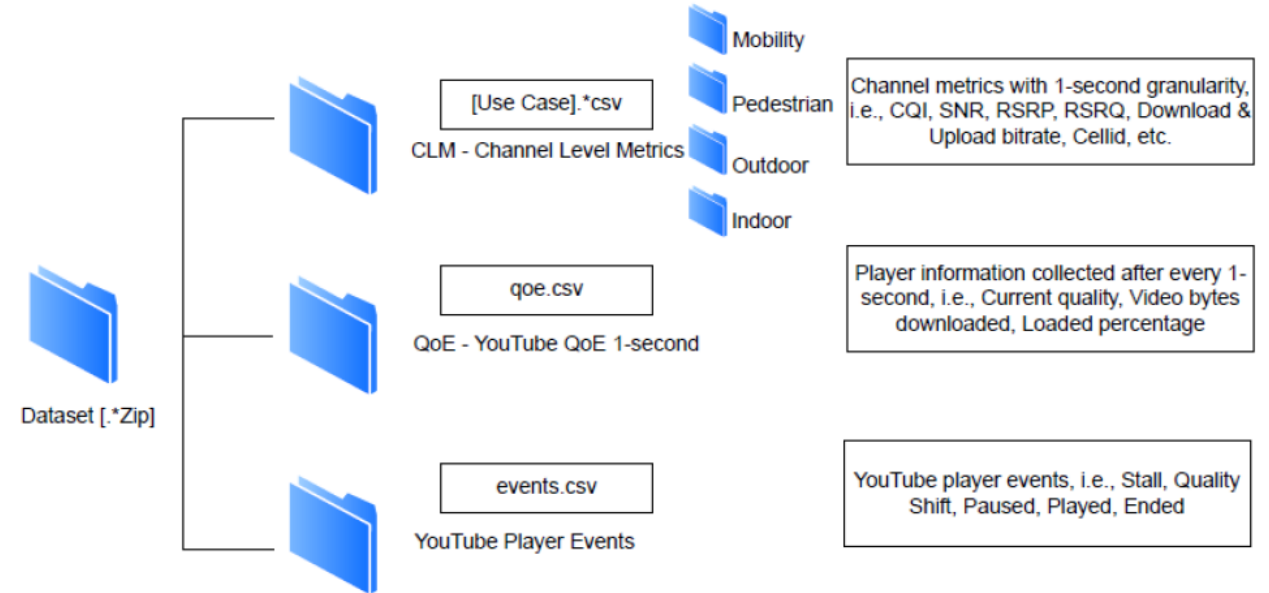 Mobility
Pedestrian
Outdoor
Indoor
[Use Case].*csv
CLM - Channel Level Metrics
Channel metrics with 1-second granularity,
i.e., CQI, SNR, RSRP, RSRQ, Download &
Upload bitrate, Cellid, etc.
Dataset [.*Zip]
qoe.csv
QoE - YouTube QoE 1-second
Player information collected after every 1-
second, i.e., Current quality, Video bytes
downloaded, Loaded percentage
events.csv
YouTube Player Events
YouTube player events, i.e., Stall, Quality
Shift, Paused, Played, Ended